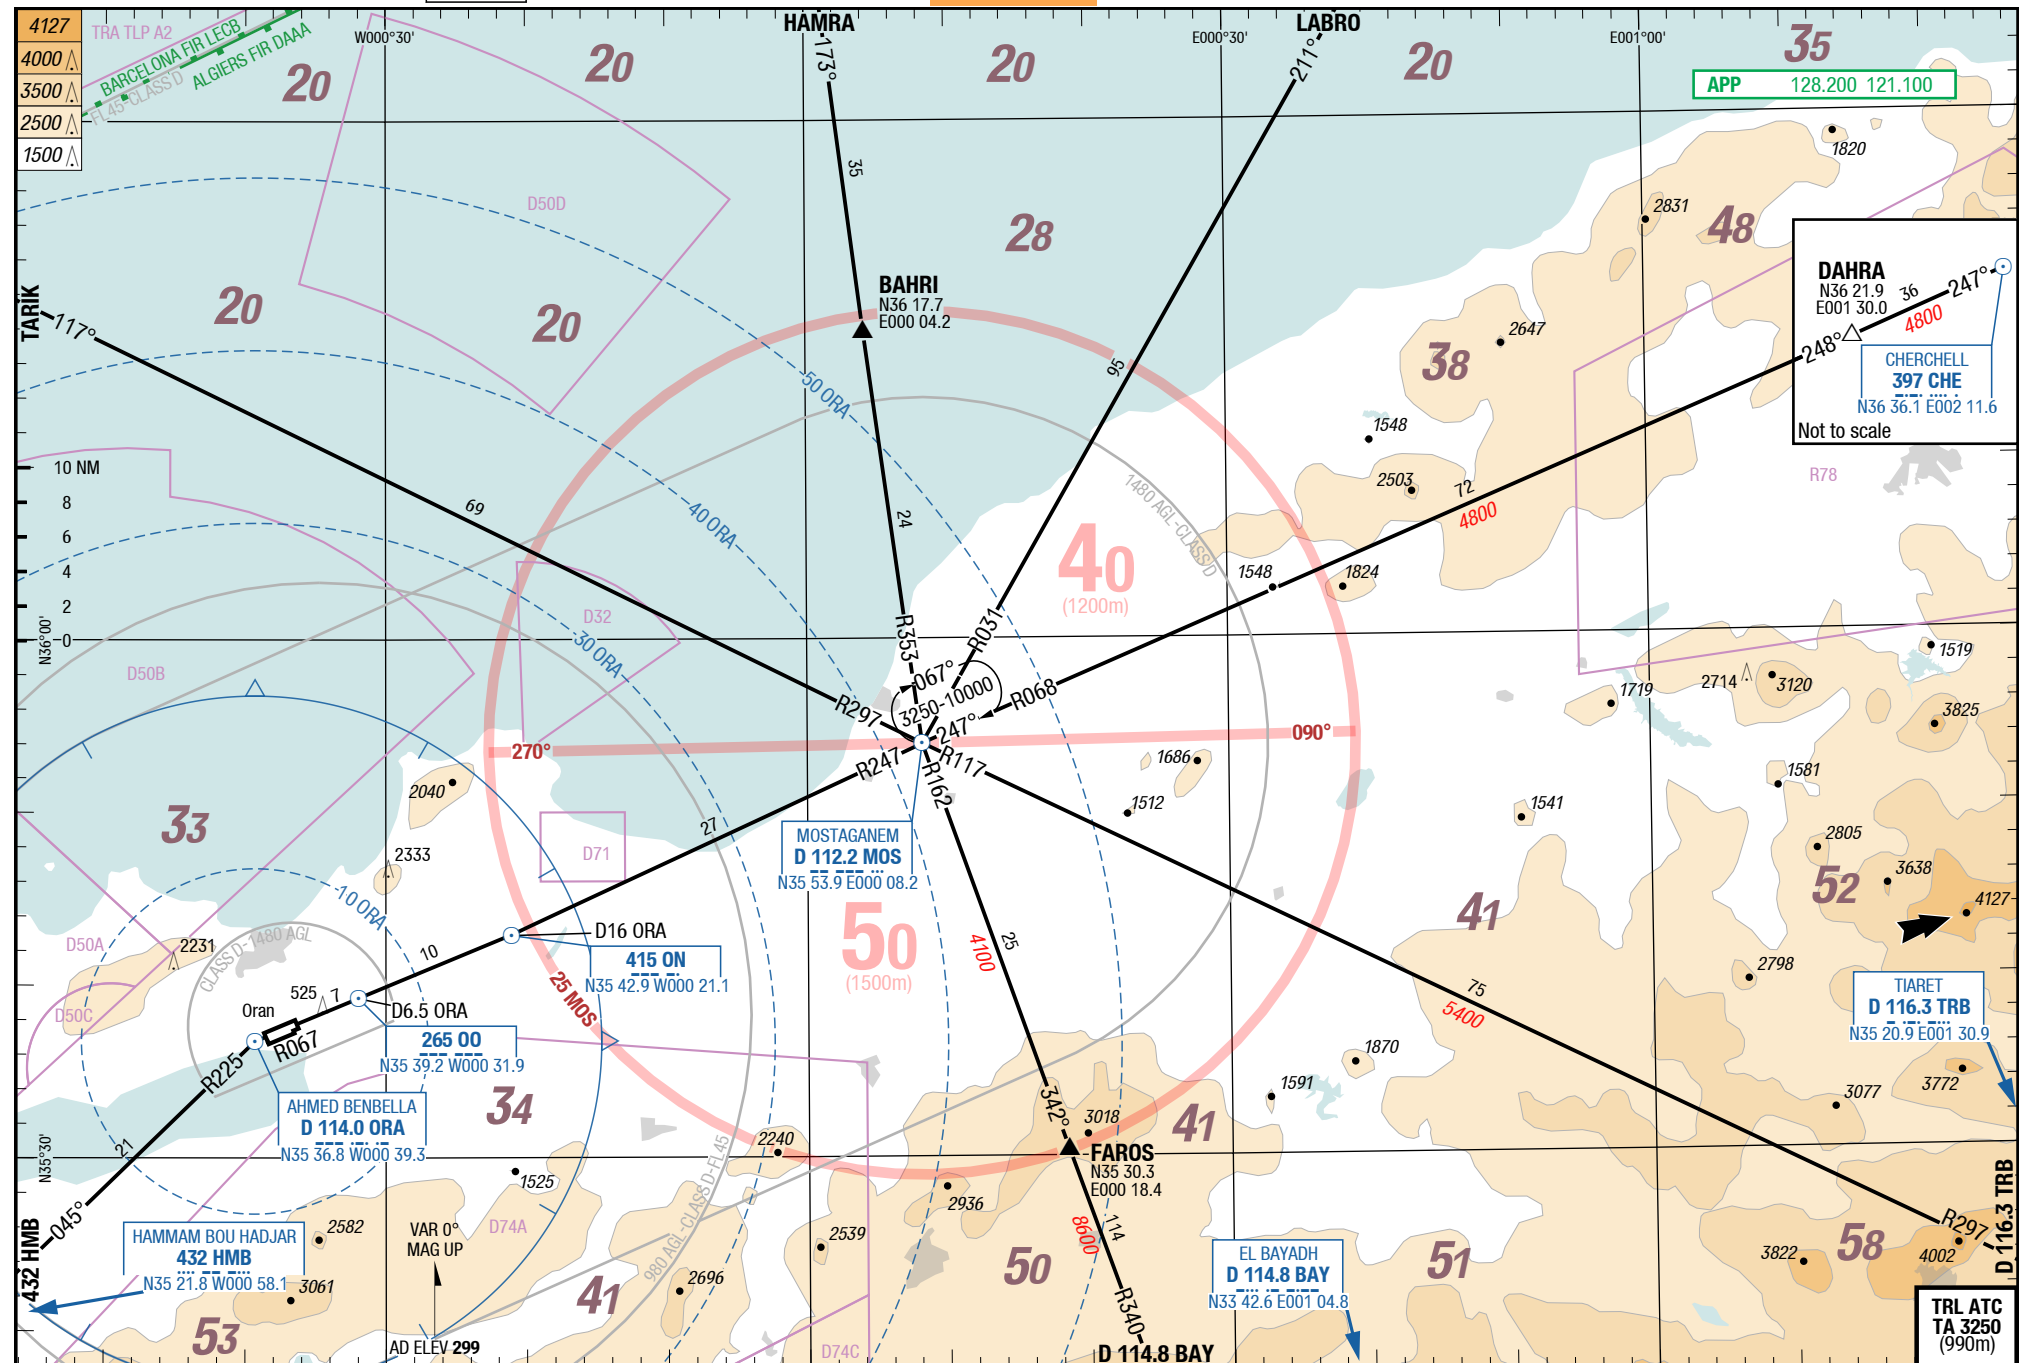 4127
4000
3500
2500
1500
TRA TLP A2
BARCELONA FIR LECB
ALGIERS FIR DAAA
FL45-CLASS D
W000°30'
HAMRA
173°
E000°30'
LABRO
211°
E001°00'
20
20
20
20
35
APP 128.200 121.100
1820
35
D50D
28
2831
48
BAHRI
N36 17.7
E000 04.2
TARIK
117°
20
20
DAHRA
N36 21.9
E001 30.0
36
247°
4800
248°
CHERCHELL
397 CHE
N36 36.1 E002 11.6
Not to scale
2647
38
50 ORA
95
1548
2503
72
4800
R78
10 NM
8
6
4
2
0
N36°00'
69
40 ORA
24
1480 AGL-CLASS D
40
(1200m)
1548
1824
D32
30 ORA
R353
R031
D50B
067°
3250-10000
247°
R068
R297
1719
2714
3120
1519
3825
270°
090°
R247
R117
R162
1686
1512
1541
1581
2040
33
27
MOSTAGANEM
D 112.2 MOS
N35 53.9 E000 08.2
D71
2333
2805
52
3638
4127
41
10 ORA
50
(1500m)
4100
25
D50A
2231
CLASS D-1480 AGL
10
D16 ORA
415 ON
N35 42.9 W000 21.1
25 MOS
2798
75
5400
TIARET
D 116.3 TRB
N35 20.9 E001 30.9
D50C
Oran
525
7
D6.5 ORA
265 OO
N35 39.2 W000 31.9
R067
R225
1870
1591
3772
3077
34
AHMED BENBELLA
D 114.0 ORA
N35 36.8 W000 39.3
342°
3018
41
FAROS
N35 30.3
E000 18.4
N35°30'
21
2240
1525
2936
980 AGL-CLASS D-FL45
045°
432 HMB
HAMMAM BOU HADJAR
432 HMB
N35 21.8 W000 58.1
2582
3061
VAR 0°
MAG UP
D74A
2539
114
8600
50
EL BAYADH
D 114.8 BAY
N33 42.6 E001 04.8
51
3822
58
4002
R297
D 116.3 TRB
2696
41
53
AD ELEV 299
D74C
R340
D 114.8 BAY
TRL ATC
TA 3250
(990m)